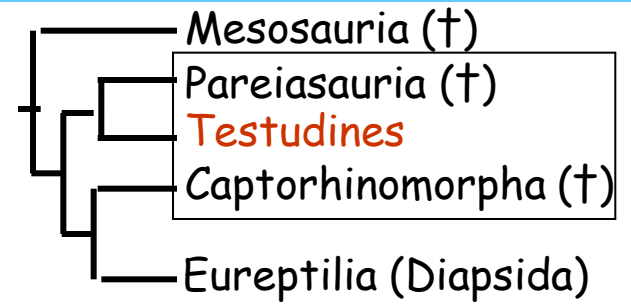 Mesosauria (†)
Pareiasauria (†)
Testudines
Captorhinomorpha (†)
Eureptilia (Diapsida)